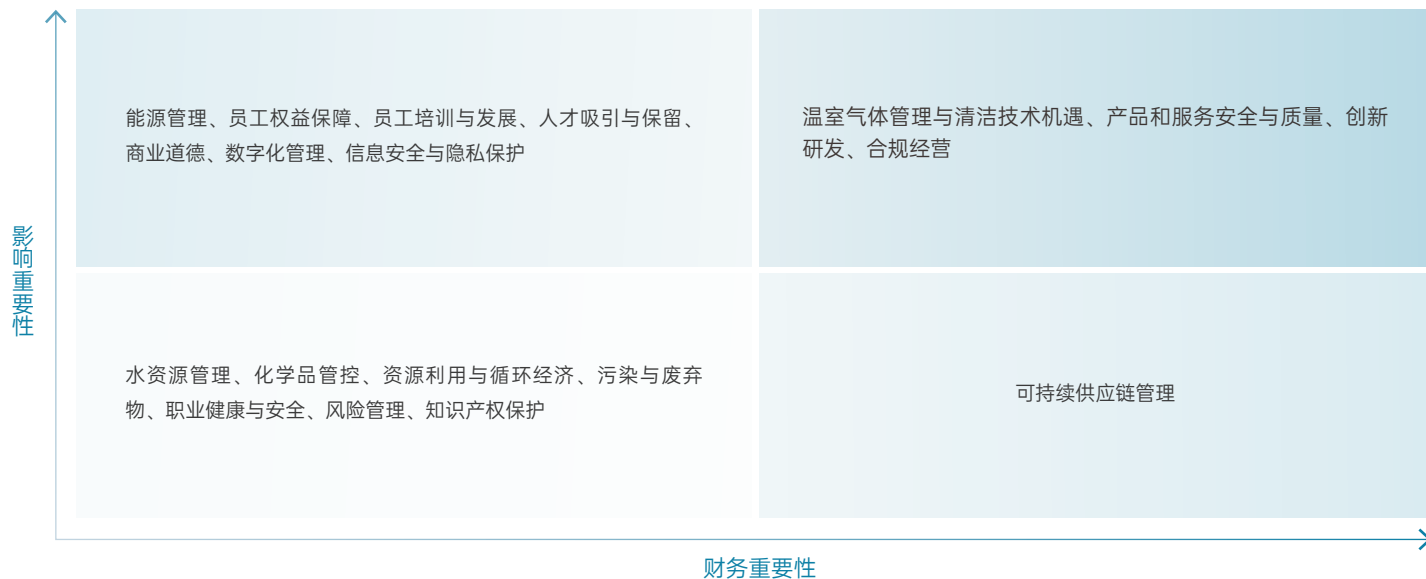 能源管理、员工权益保障、员工培训与发展、人才吸引与保留、
商业道德、数字化管理、信息安全与隐私保护
温室气体管理与清洁技术机遇、产品和服务安全与质量、创新
研发、合规经营
影响重要性
水资源管理、化学品管控、资源利用与循环经济、污染与废弃
物、职业健康与安全、风险管理、知识产权保护
可持续供应链管理
财务重要性